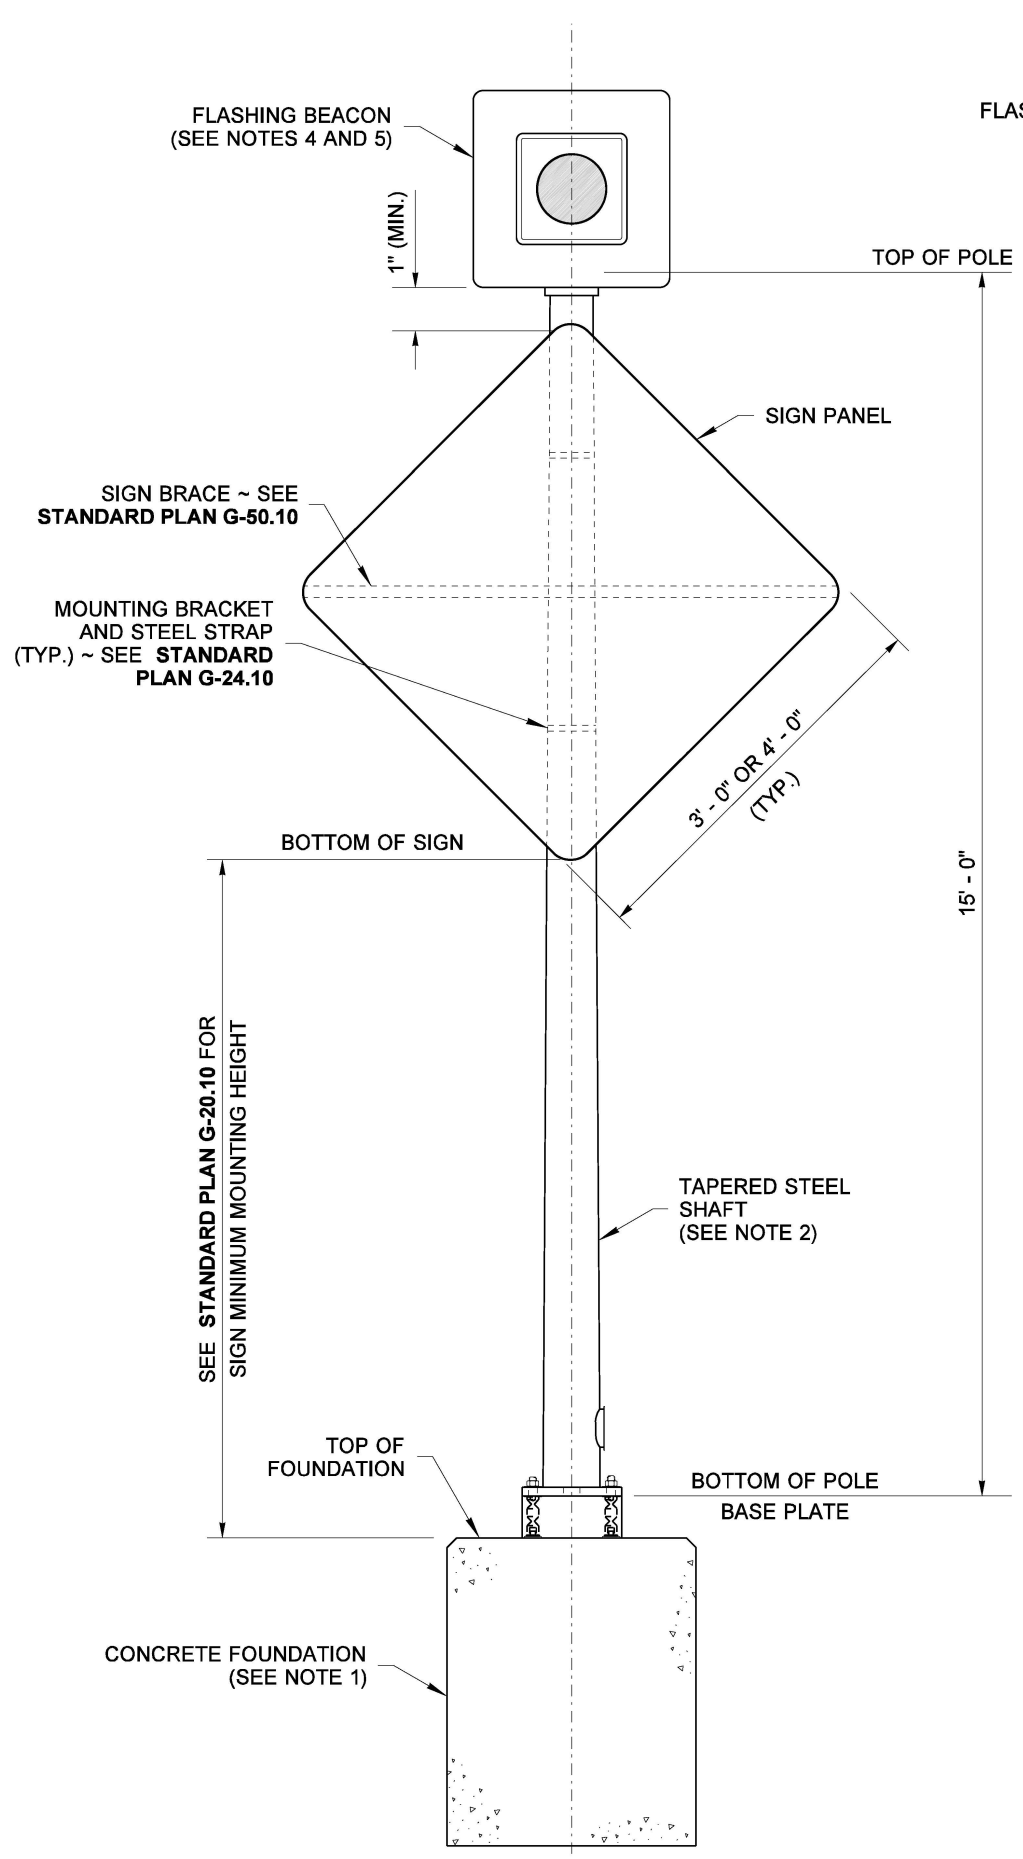 FLASHING BEACON
(SEE NOTES 4 AND 5)
FLAS
1" (MIN.)
TOP OF POLE
SIGN PANEL
SIGN BRACE ~ SEE
STANDARD PLAN G-50.10
MOUNTING BRACKET
AND STEEL STRAP
(TYP.) ~ SEE STANDARD
PLAN G-24.10
3' - 0" OR 4' - 0"
(TYP.)
BOTTOM OF SIGN
15' - 0"
SEE STANDARD PLAN G-20.10 FOR
SIGN MINIMUM MOUNTING HEIGHT
TAPERED STEEL
SHAFT
(SEE NOTE 2)
TOP OF
FOUNDATION
BOTTOM OF POLE
BASE PLATE
CONCRETE FOUNDATION
(SEE NOTE 1)